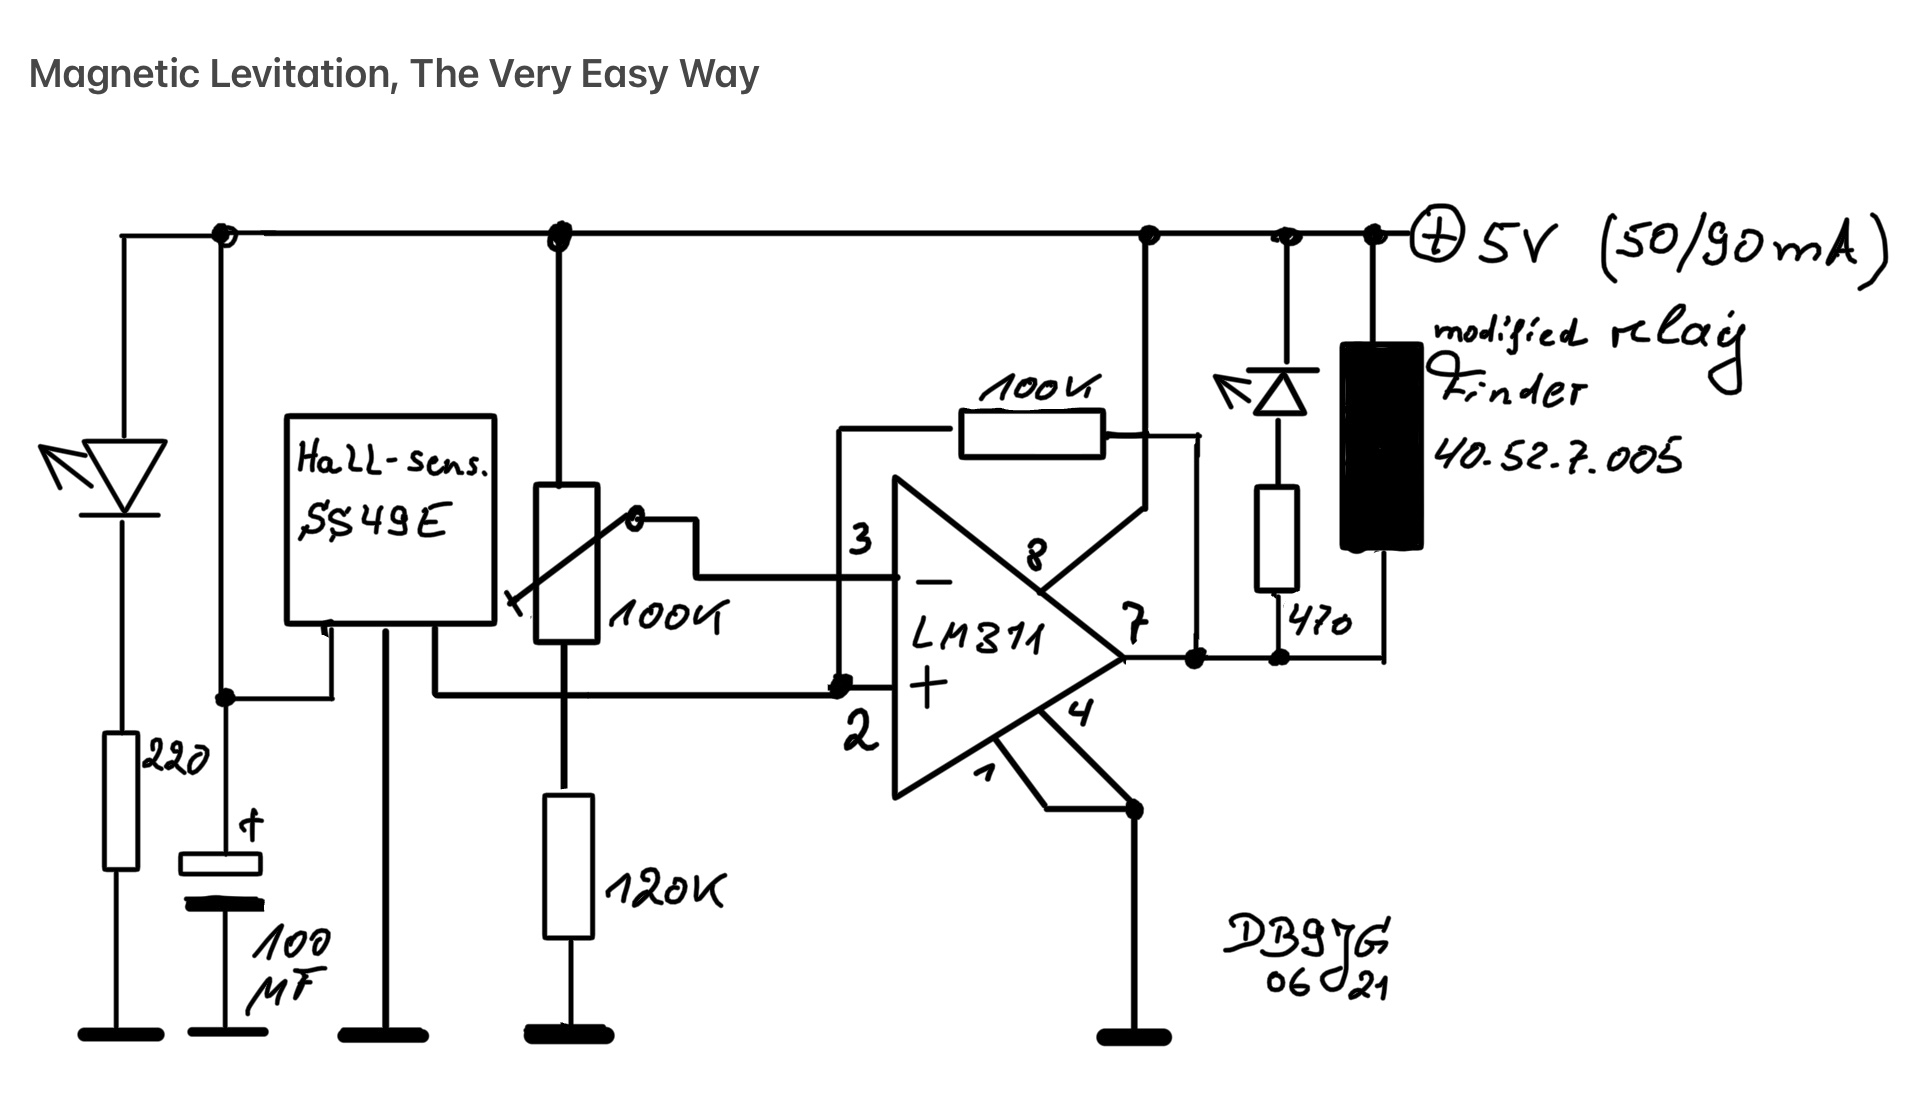 Magnetic Levitation, The Very Easy Way
+ 5V (50/90mA)
modified relay
Finder
40.52.7.005
100K
Hall-sens.
SS49E
3
8
−
100K
LM311
7
470
+
2
4
1
220
+
120K
100
µF
DB9JG
06 21